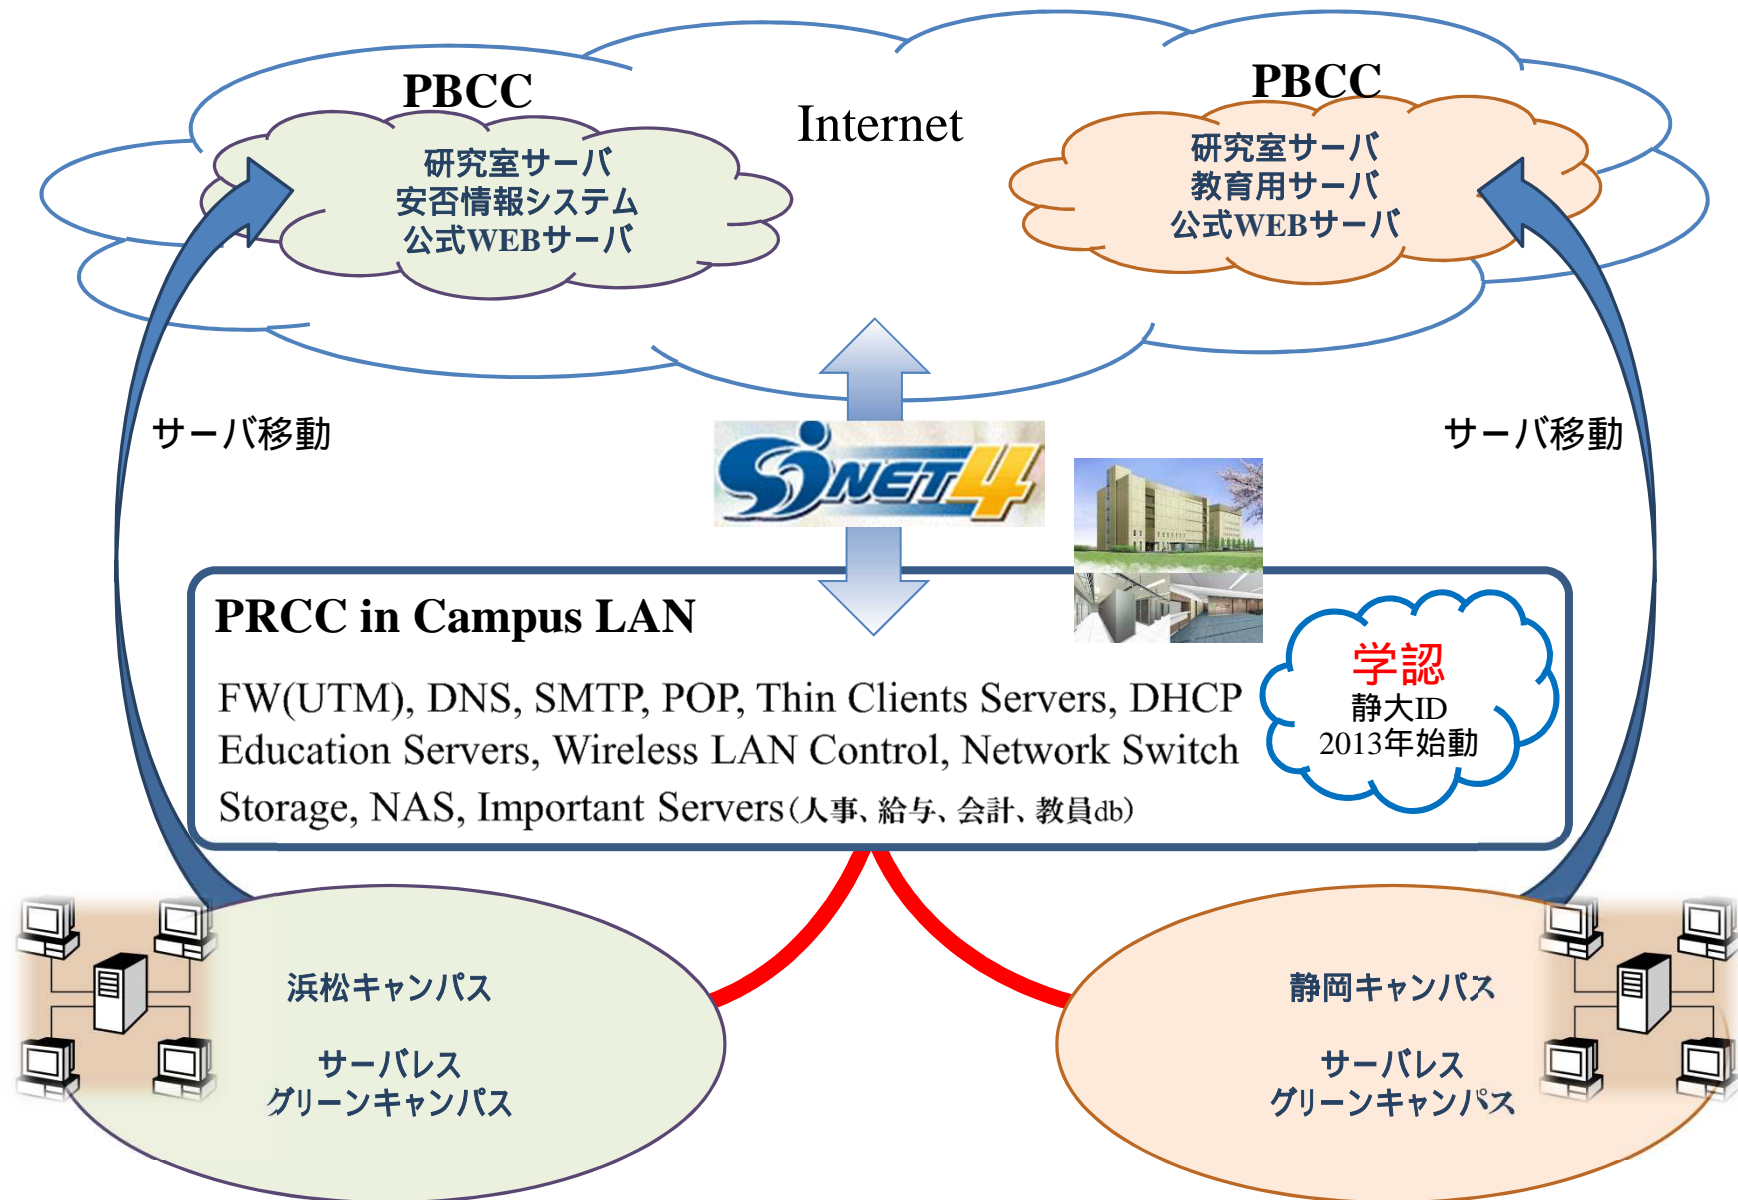 PBCC
研究室サーバ
安否情報システム
公式WEBサーバ
Internet
PBCC
研究室サーバ
教育用サーバ
公式WEBサーバ
サーバ移動
SINET4
サーバ移動
PRCC in Campus LAN
FW(UTM), DNS, SMTP, POP, Thin Clients Servers, DHCP
Education Servers, Wireless LAN Control, Network Switch
Storage, NAS, Important Servers(人事、給与、会計、教員db)
学認
静大ID
2013年始動
浜松キャンパス
サーバレス
グリーンキャンパス
静岡キャンパス
サーバレス
グリーンキャンパス